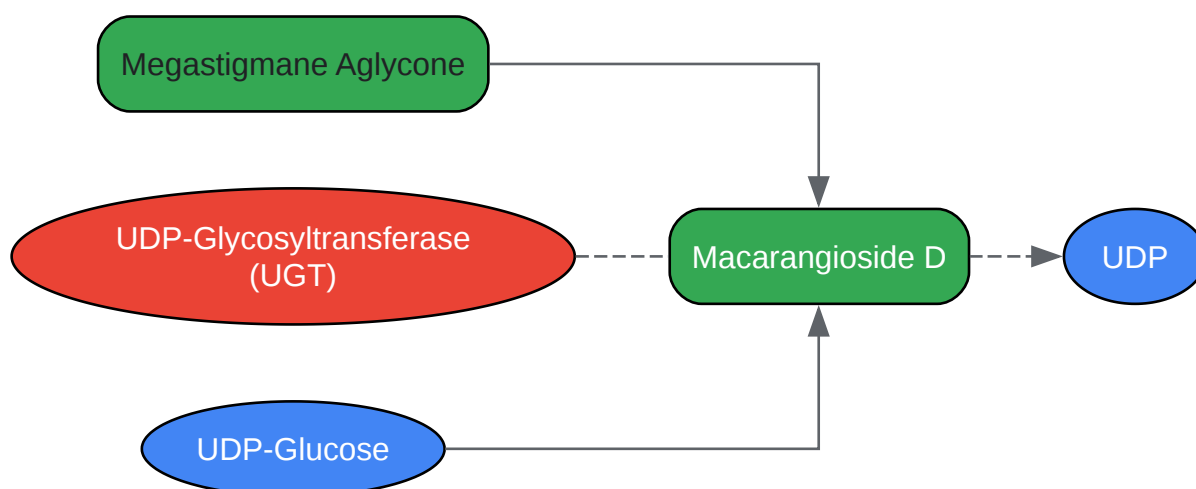 Megastigmane Aglycone
UDP-Glycosyltransferase
(UGT)
Macarangioside D
UDP
UDP-Glucose